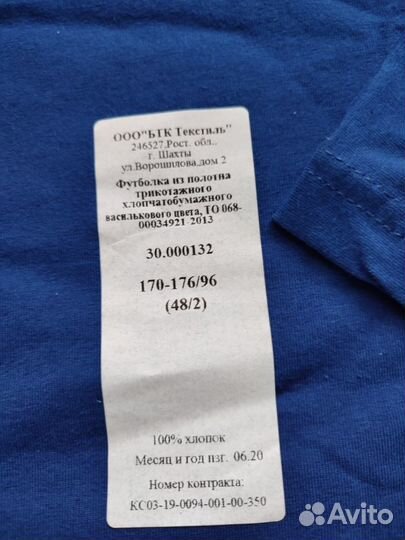 ООО"БТК Текстиль"
246527,Рост. обл.,
г. Шахты
ул.Ворошилова,дом 2
Футболка из полотна
трикотажного
хлопчатобумажного
василькового цвета, ТО 068-
00034921-2013
30.000132
170-176/96
(48/2)
100% хлопок
Месяц и год изг. 06.20
Номер контракта:
КС03-19-0094-001-00-350
Avito